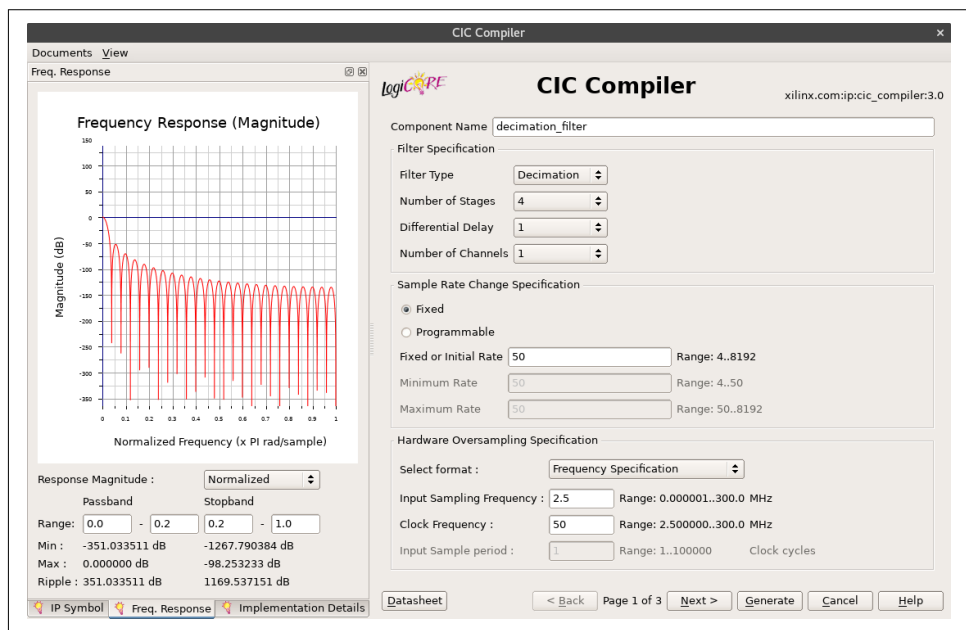 CIC Compiler
Documents View
Freq. Response
Frequency Response (Magnitude)
150
100
50
0
-50
-100
-150
-200
-250
-300
-350
Magnitude (dB)
0 0.1 0.2 0.3 0.4 0.5 0.6 0.7 0.8 0.9 1
Normalized Frequency (x PI rad/sample)
Response Magnitude : Normalized
Passband Stopband
Range: 0.0 - 0.2 0.2 - 1.0
Min : -351.033511 dB -1267.790384 dB
Max : 0.000000 dB -98.253233 dB
Ripple : 351.033511 dB 1169.537151 dB
IP Symbol Freq. Response Implementation Details
LogiCORE
CIC Compiler
xilinx.com:ip:cic_compiler:3.0
Component Name decimation_filter
Filter Specification
Filter Type Decimation
Number of Stages 4
Differential Delay 1
Number of Channels 1
Sample Rate Change Specification
Fixed
Programmable
Fixed or Initial Rate 50 Range: 4..8192
Minimum Rate 50 Range: 4..50
Maximum Rate 50 Range: 50..8192
Hardware Oversampling Specification
Select format : Frequency Specification
Input Sampling Frequency : 2.5 Range: 0.000001..300.0 MHz
Clock Frequency : 50 Range: 2.500000..300.0 MHz
Input Sample period : 1 Range: 1..100000 Clock cycles
Datasheet < Back Page 1 of 3 Next > Generate Cancel Help